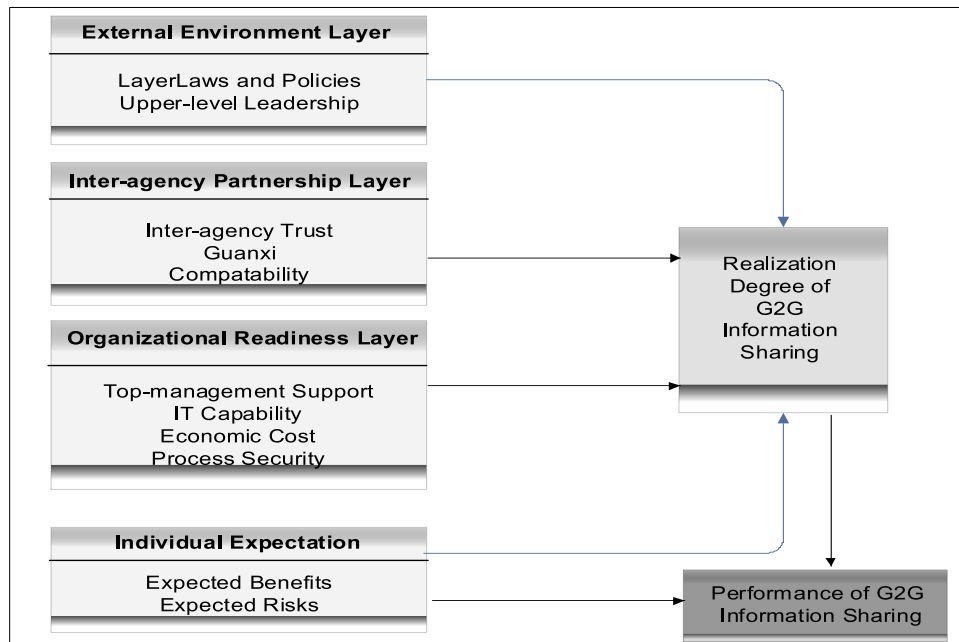 External Environment Layer
LayerLaws and Policies
Upper-level Leadership
Inter-agency Partnership Layer
Inter-agency Trust
Guanxi
Compatability
Organizational Readiness Layer
Top-management Support
IT Capability
Economic Cost
Process Security
Individual Expectation
Expected Benefits
Expected Risks
Realization
Degree of
G2G
Information
Sharing
Performance of G2G
Information Sharing